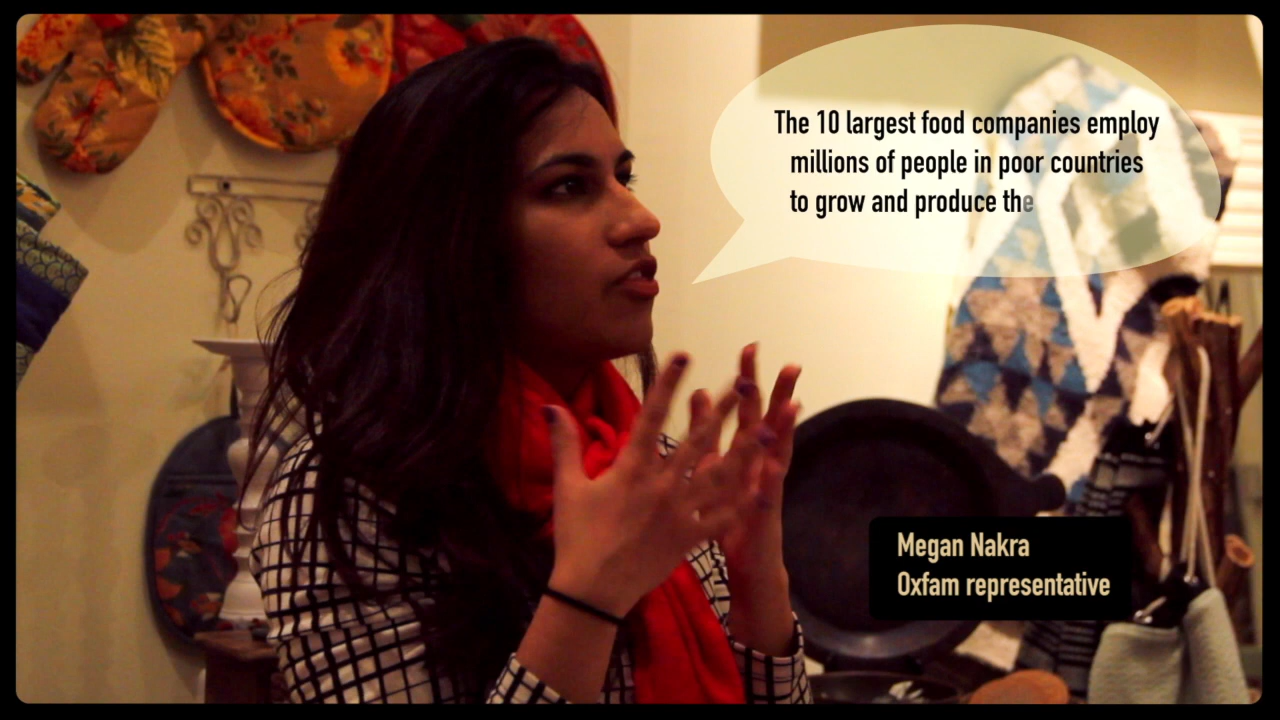 The 10 largest food companies employ
millions of people in poor countries
to grow and produce the
Megan Nakra
Oxfam representative